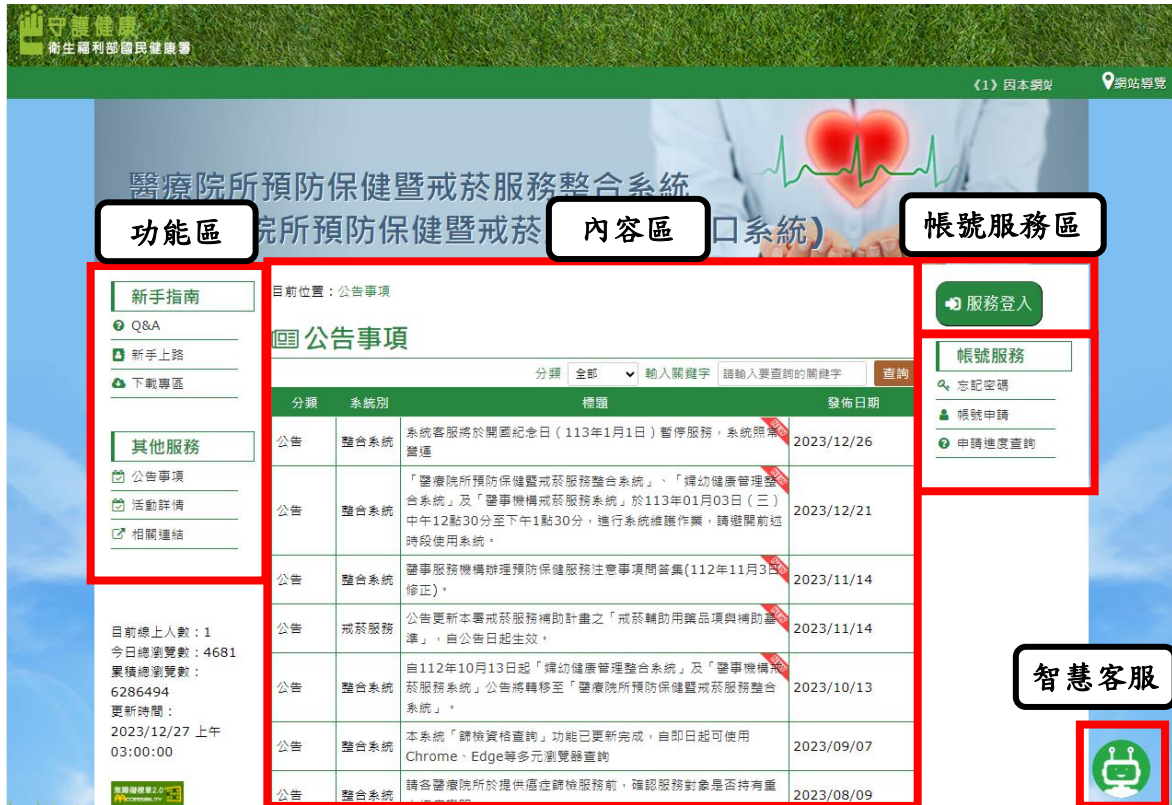 守護健康
衛生福利部國民健康署
《1》因本網站
網站導覽
醫療院所預防保健暨戒菸服務整合系統
院所預防保健暨戒菸
口系統)
功能區
內容區
帳號服務區
新手指南
Q&A
新手上路
下載專區
其他服務
公告事項
活動詳情
相關連結
目前線上人數：1
今日總瀏覽數：4681
累積總瀏覽數：
6286494
更新時間：
2023/12/27 上午
03:00:00
無障礙標章2.0
ACCESSIBILITY
目前位置：公告事項
公告事項
分類 全部 輸入關鍵字 請輸入要查詢的關鍵字 查詢
分類 系統別 標題 發佈日期
公告 整合系統 系統客服將於開國紀念日（113年1月1日）暫停服務，系統照常
營運 2023/12/26
公告 整合系統 「醫療院所預防保健暨戒菸服務整合系統」、「婦幼健康管理整
合系統」及「醫事機構戒菸服務系統」於113年01月03日（三）
中午12點30分至下午1點30分，進行系統維護作業，請避開前述
時段使用系統。 2023/12/21
公告 整合系統 醫事服務機構辦理預防保健服務注意事項問答集(112年11月3日
修正)。 2023/11/14
公告 戒菸服務 公告更新本署戒菸服務補助計畫之「戒菸輔助用藥品項與補助基
準」，自公告日起生效。 2023/11/14
公告 整合系統 自112年10月13日起「婦幼健康管理整合系統」及「醫事機構戒
菸服務系統」公告將轉移至「醫療院所預防保健暨戒菸服務整合
系統」。 2023/10/13
公告 整合系統 本系統「篩檢資格查詢」功能已更新完成，自即日起可使用
Chrome、Edge等多元瀏覽器查詢 2023/09/07
公告 整合系統 請各醫療院所於提供癌症篩檢服務前，確認服務對象是否持有重
2023/08/09
服務登入
帳號服務
忘記密碼
帳號申請
申請進度查詢
智慧客服